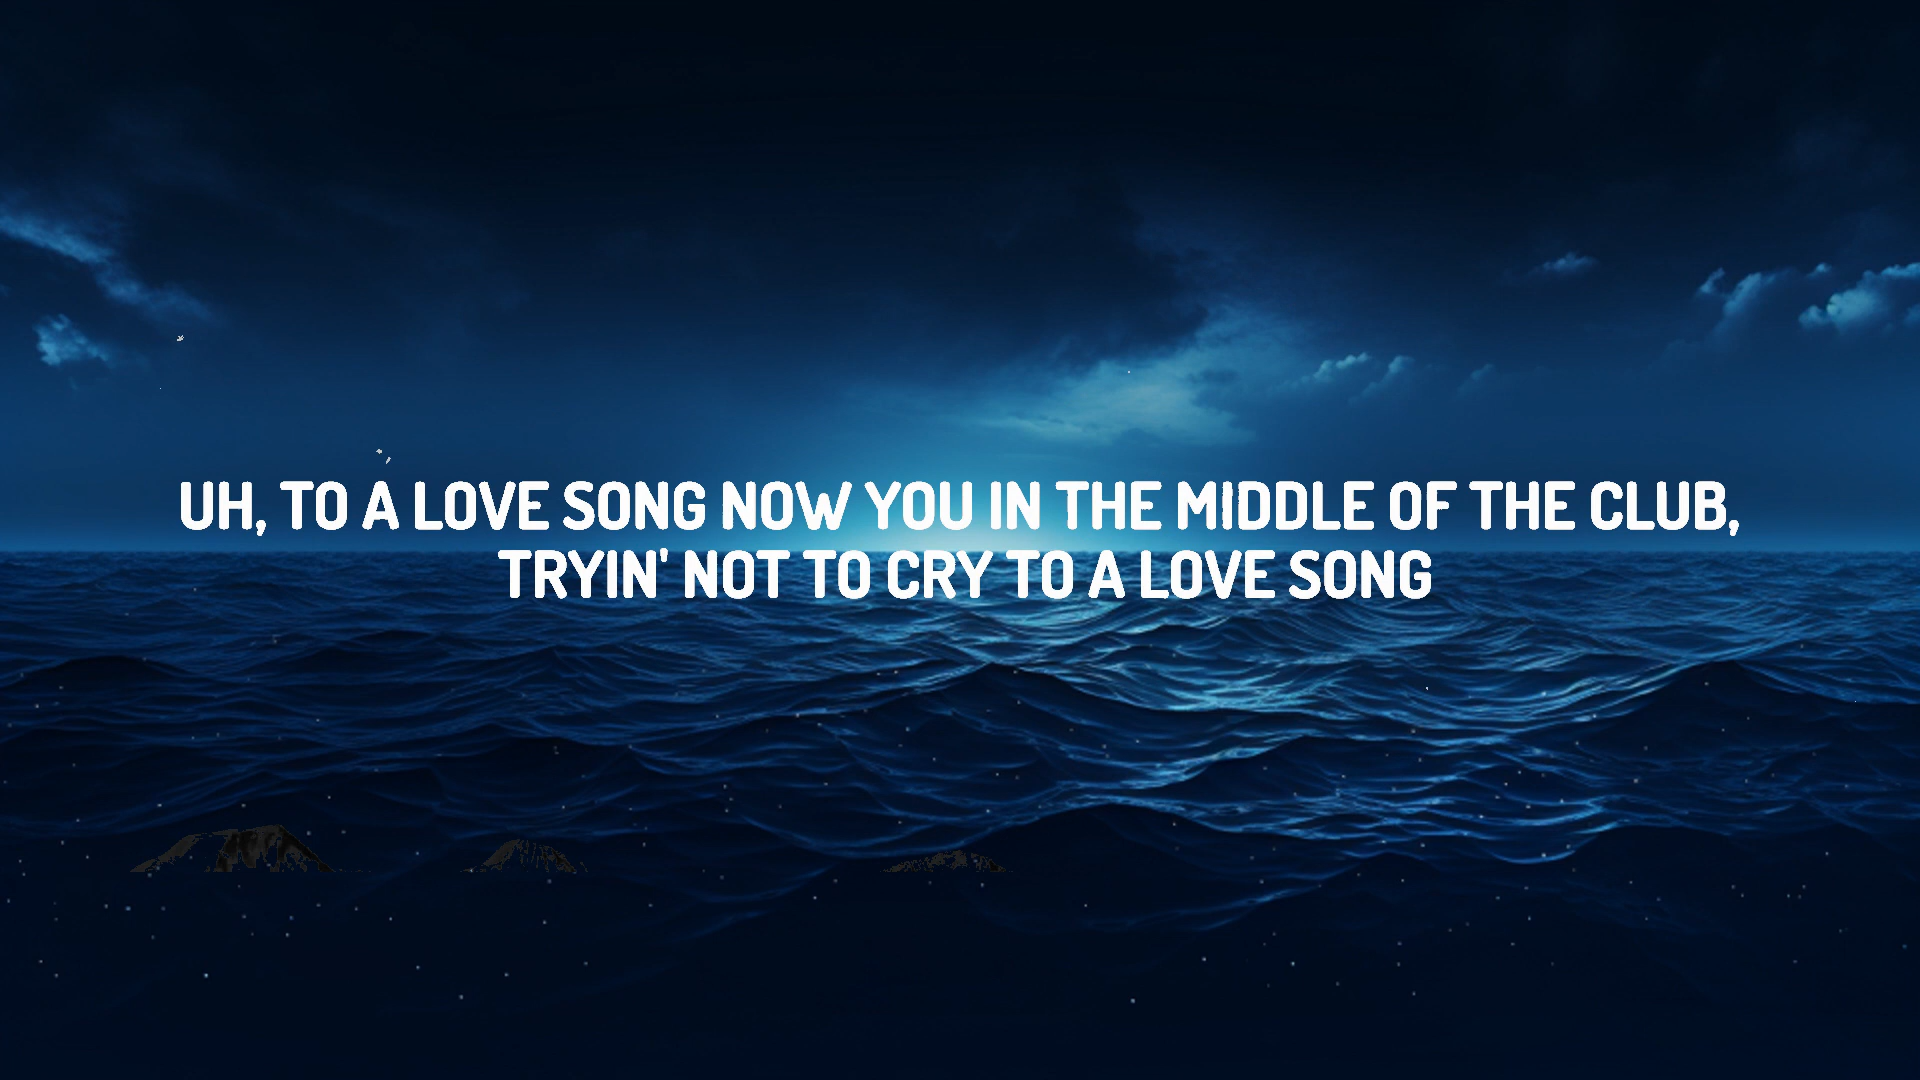 UH, TO A LOVE SONG NOW YOU IN THE MIDDLE OF THE CLUB,
TRYIN' NOT TO CRY TO A LOVE SONG